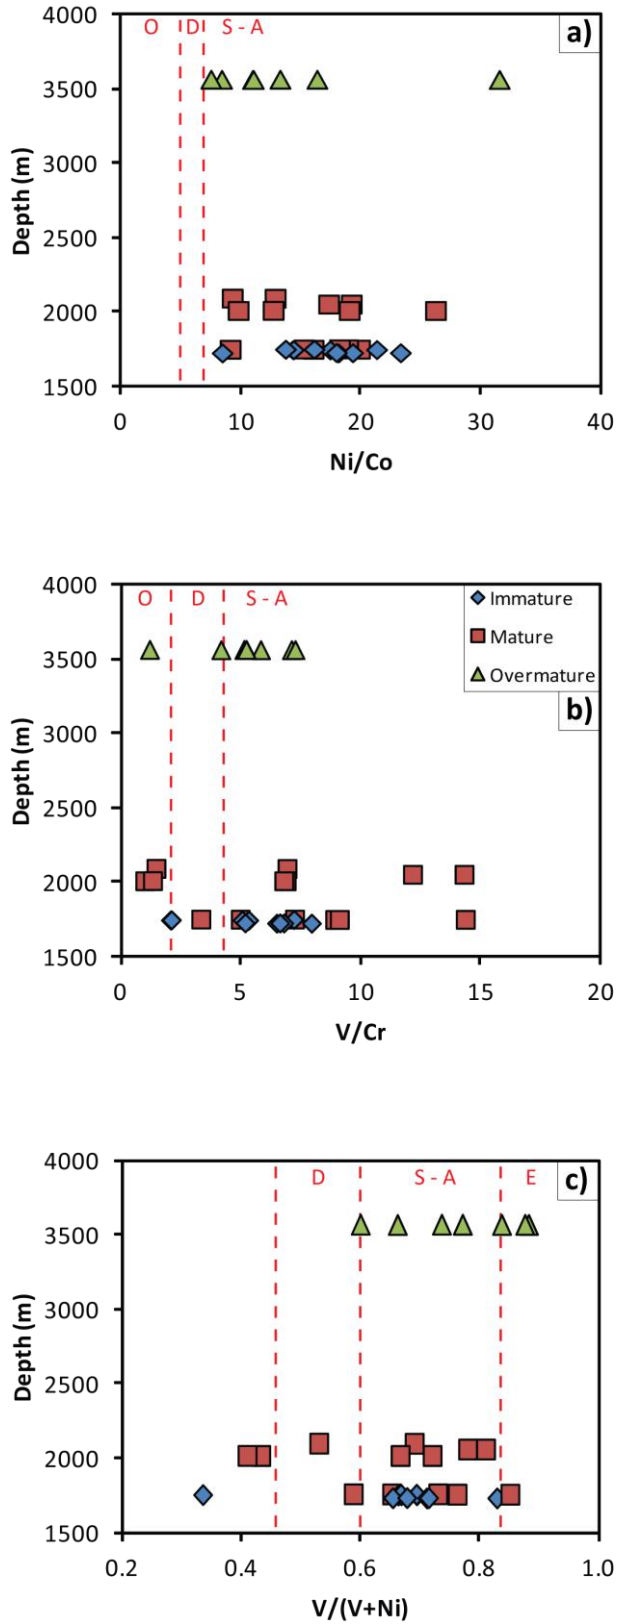 O D S - A
a)
4000
3500
3000
2500
2000
1500
Depth (m)
0 10 20 30 40
Ni/Co
O D S - A
Immature
Mature
Overmature
b)
4000
3500
3000
2500
2000
1500
Depth (m)
0 5 10 15 20
V/Cr
D S - A E
c)
4000
3500
3000
2500
2000
1500
Depth (m)
0.2 0.4 0.6 0.8 1.0
V/(V+Ni)